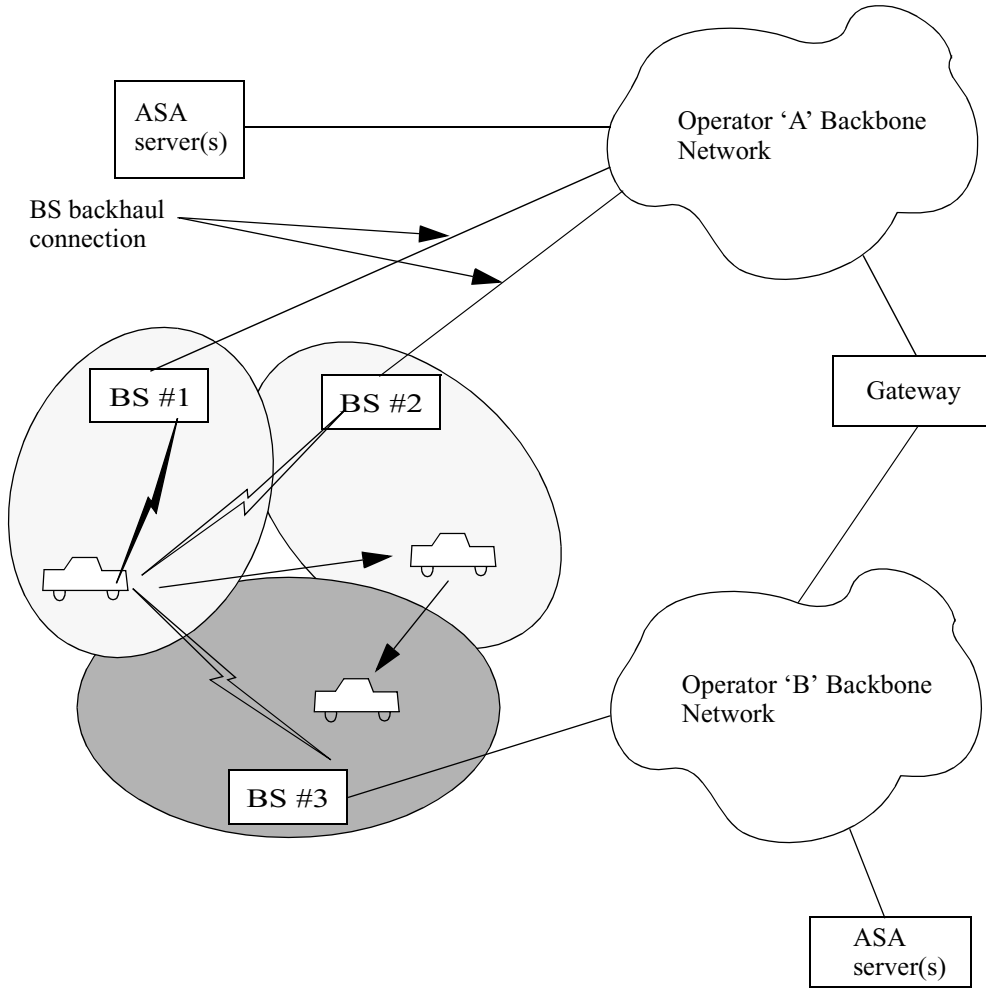 ASA
server(s)
Operator ‘A’ Backbone
Network
BS backhaul
connection
BS #1
BS #2
Gateway
Operator ‘B’ Backbone
Network
BS #3
ASA
server(s)